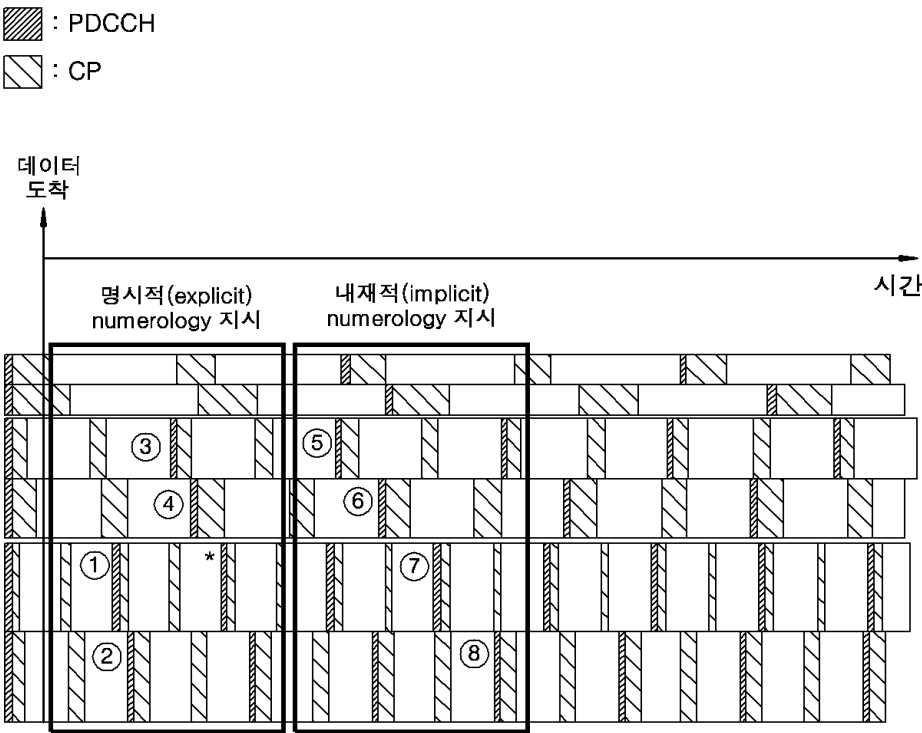 : PDCCH
: CP
데이터
도착
시간
명시적(explicit)
numerology 지시
내재적(implicit)
numerology 지시
③
⑤
④
⑥
①
*
⑦
②
⑧